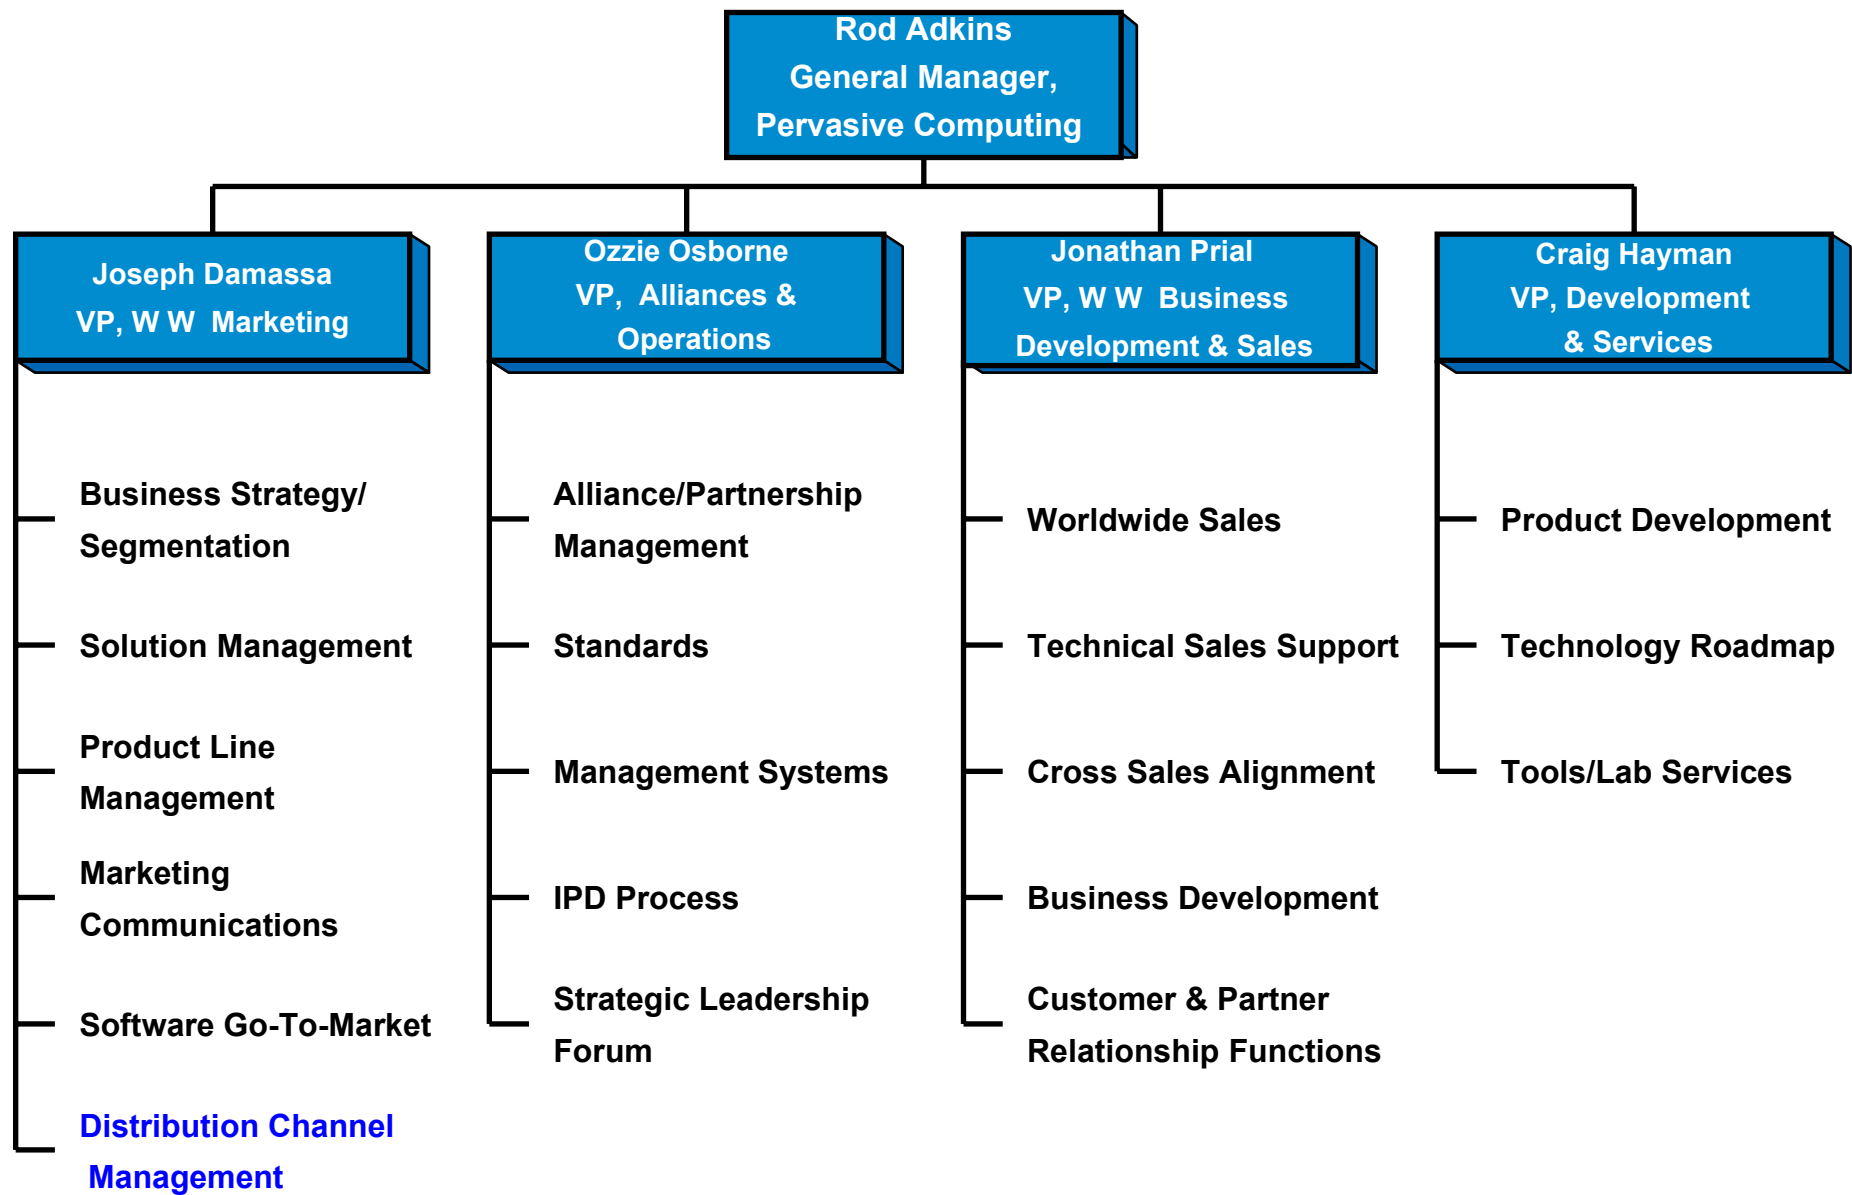 Rod Adkins
General Manager,
Pervasive Computing
Joseph Damassa
VP, W W Marketing
Ozzie Osborne
VP, Alliances &
Operations
Jonathan Prial
VP, W W Business
Development & Sales
Craig Hayman
VP, Development
& Services
Business Strategy/
Segmentation
Solution Management
Product Line
Management
Marketing
Communications
Software Go-To-Market
Distribution Channel
Management
Alliance/Partnership
Management
Standards
Management Systems
IPD Process
Strategic Leadership
Forum
Worldwide Sales
Technical Sales Support
Cross Sales Alignment
Business Development
Customer & Partner
Relationship Functions
Product Development
Technology Roadmap
Tools/Lab Services